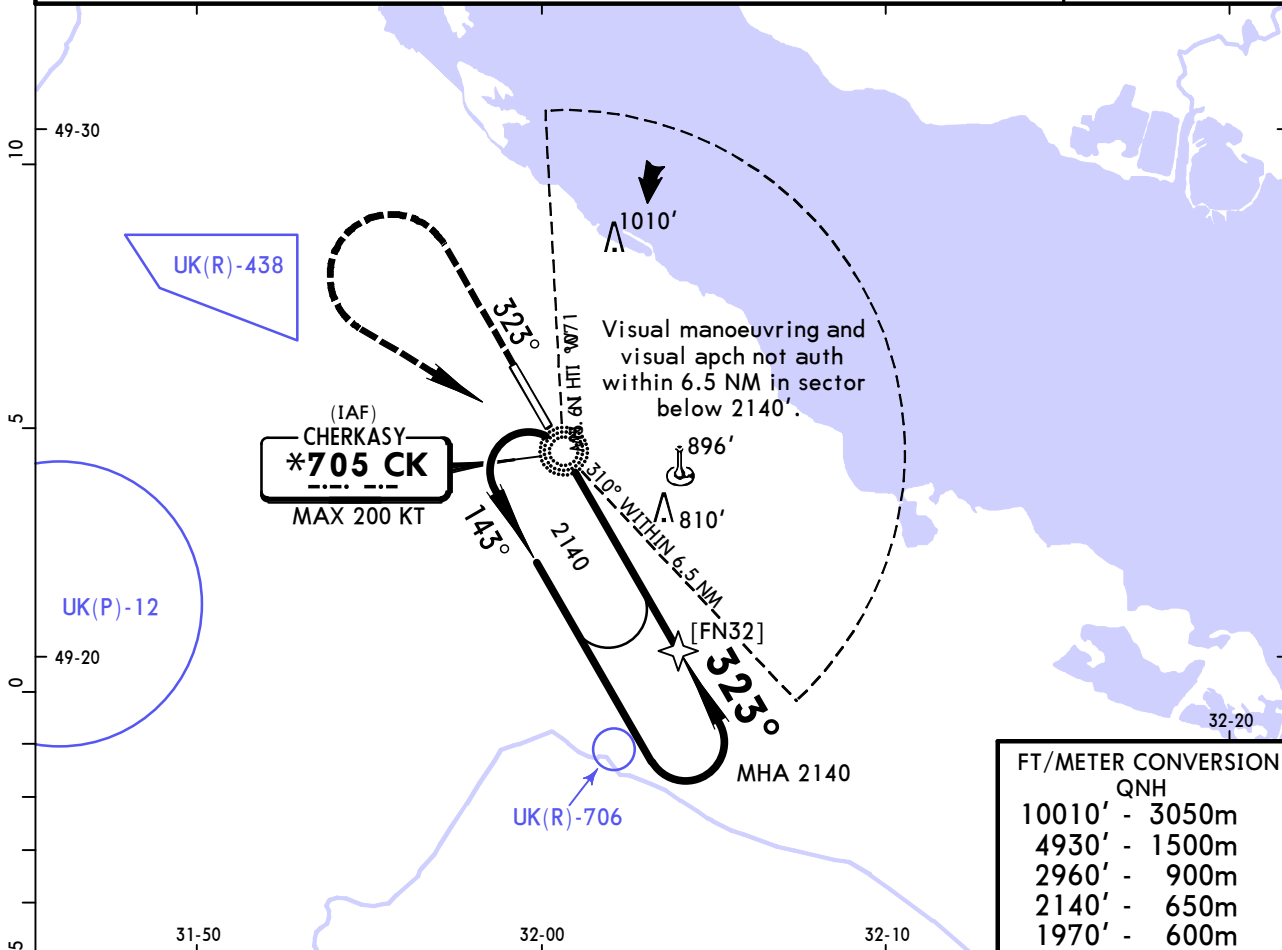 49-30
10
1010'
UK(R)-438
323°
Visual manoeuvring and
visual apch not auth
within 6.5 NM in sector
below 2140'.
5
(IAF)
CHERKASY
*705 CK
MAX 200 KT
896'
810'
310° WITHIN 6.5 NM
143°
2140
UK(P)-12
[FN32]
49-20
0
323°
32-20
MHA 2140
UK(R)-706
FT/METER CONVERSION
QNH
10010' - 3050m
4930' - 1500m
2960' - 900m
2140' - 650m
1970' - 600m
5
31-50
32-00
32-10